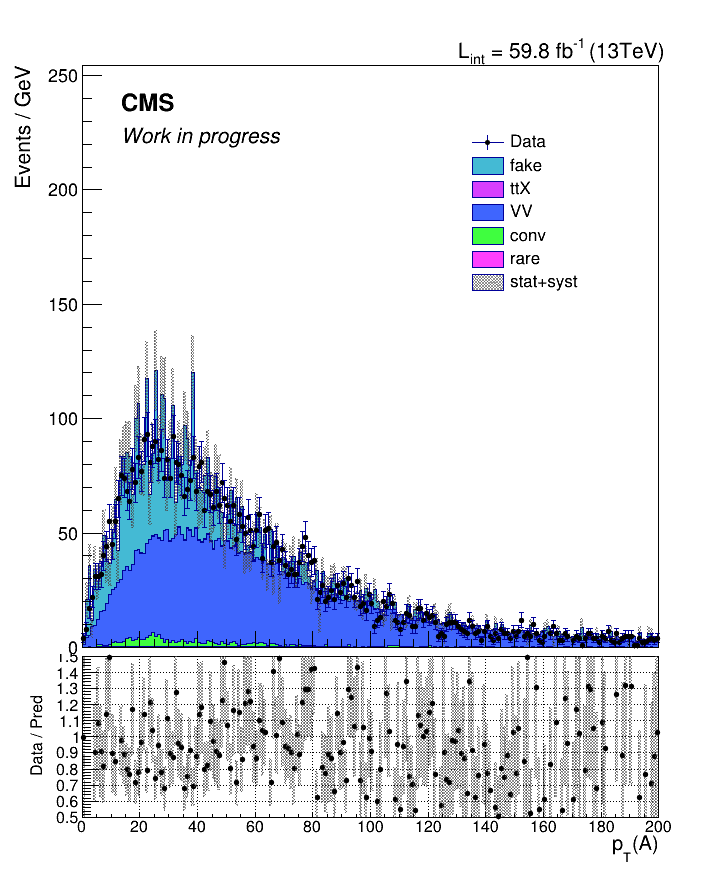 L_int = 59.8 fb^-1 (13TeV)
Events / GeV
250
200
150
100
50
0
CMS
Work in progress
Data
fake
ttX
VV
conv
rare
stat+syst
Data / Pred
1.5
1.4
1.3
1.2
1.1
1
0.9
0.8
0.7
0.6
0.5
0 20 40 60 80 100 120 140 160 180 200
p_T(A)